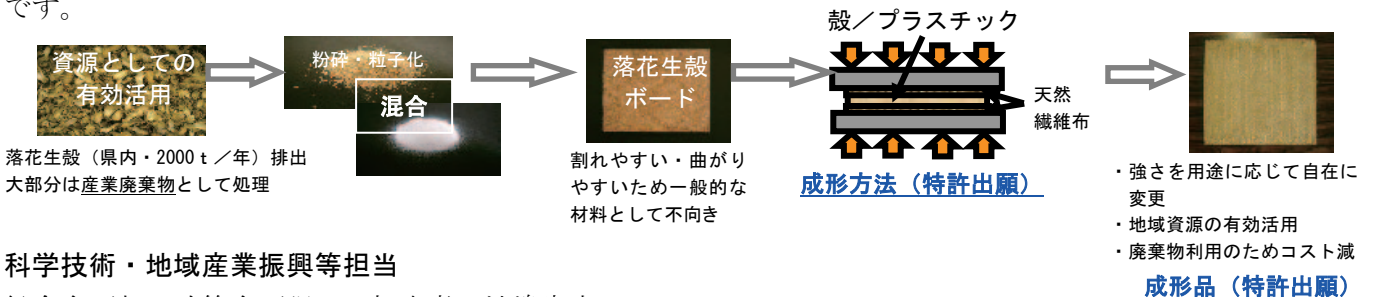 です。
資源としての
有効活用
落花生殻（県内・2000ｔ／年）排出
大部分は産業廃棄物として処理
粉砕・粒子化
混合
落花生殻
ボード
割れやすい・曲がり
やすいため一般的な
材料として不向き
殻／プラスチック
天然
繊維布
成形方法（特許出願）
・強さを用途に応じて自在に
変更
・地域資源の有効活用
・廃棄物利用のためコスト減
成形品（特許出願）
科学技術・地域産業振興等担当